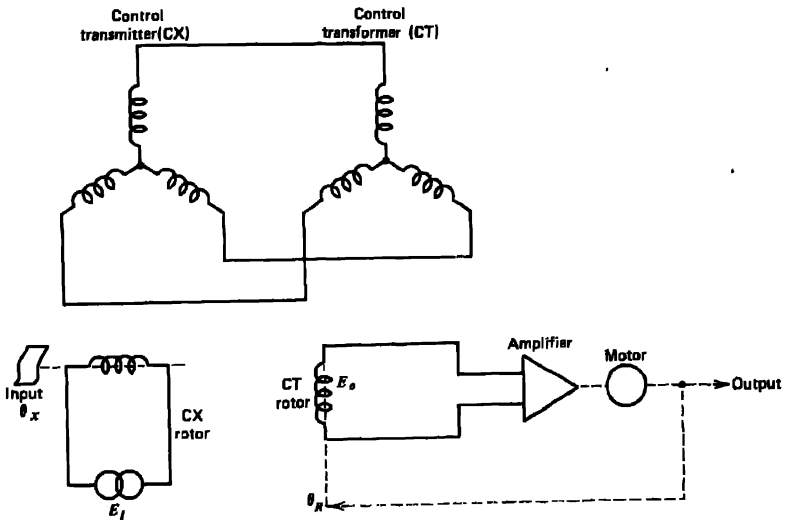 Control
transmitter(CX)
Control
transformer (CT)
Input
θx
CX
rotor
E₁
CT
rotor
Eo
Amplifier
Motor
Output
θR